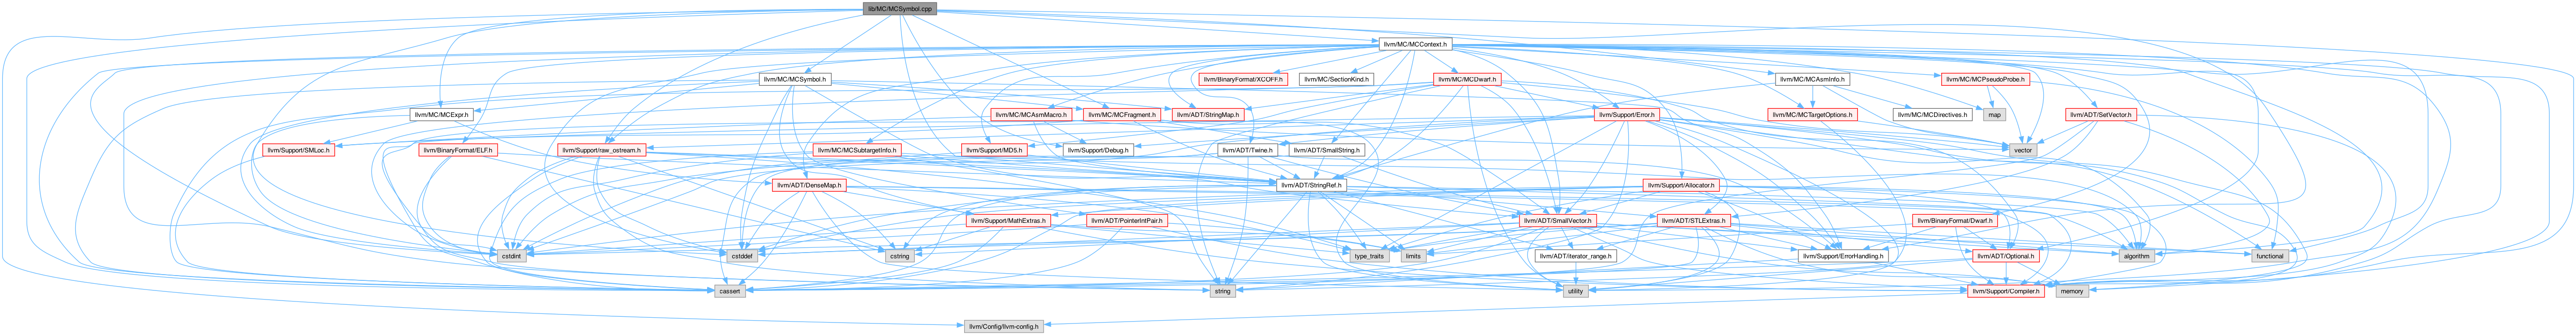 lib/MC/MCSymbol.cpp
llvm/MC/MCContext.h
llvm/MC/MCSymbol.h
llvm/BinaryFormat/XCOFF.h
llvm/MC/SectionKind.h
llvm/MC/MCDwarf.h
llvm/MC/MCAsmInfo.h
llvm/MC/MCPseudoProbe.h
llvm/MC/MCExpr.h
llvm/MC/MCAsmMacro.h
llvm/MC/MCFragment.h
llvm/ADT/StringMap.h
llvm/Support/Error.h
llvm/MC/MCTargetOptions.h
llvm/MC/MCDirectives.h
map
llvm/ADT/SetVector.h
llvm/Support/SMLoc.h
llvm/BinaryFormat/ELF.h
llvm/Support/raw_ostream.h
llvm/MC/MCSubtargetInfo.h
llvm/Support/MD5.h
llvm/Support/Debug.h
llvm/ADT/Twine.h
llvm/ADT/SmallString.h
vector
llvm/ADT/DenseMap.h
llvm/ADT/StringRef.h
llvm/Support/Allocator.h
llvm/Support/MathExtras.h
llvm/ADT/PointerIntPair.h
llvm/ADT/SmallVector.h
llvm/ADT/STLExtras.h
llvm/BinaryFormat/Dwarf.h
cstdint
cstddef
cstring
type_traits
limits
llvm/ADT/iterator_range.h
llvm/Support/ErrorHandling.h
llvm/ADT/Optional.h
algorithm
functional
cassert
string
utility
llvm/Support/Compiler.h
memory
llvm/Config/llvm-config.h